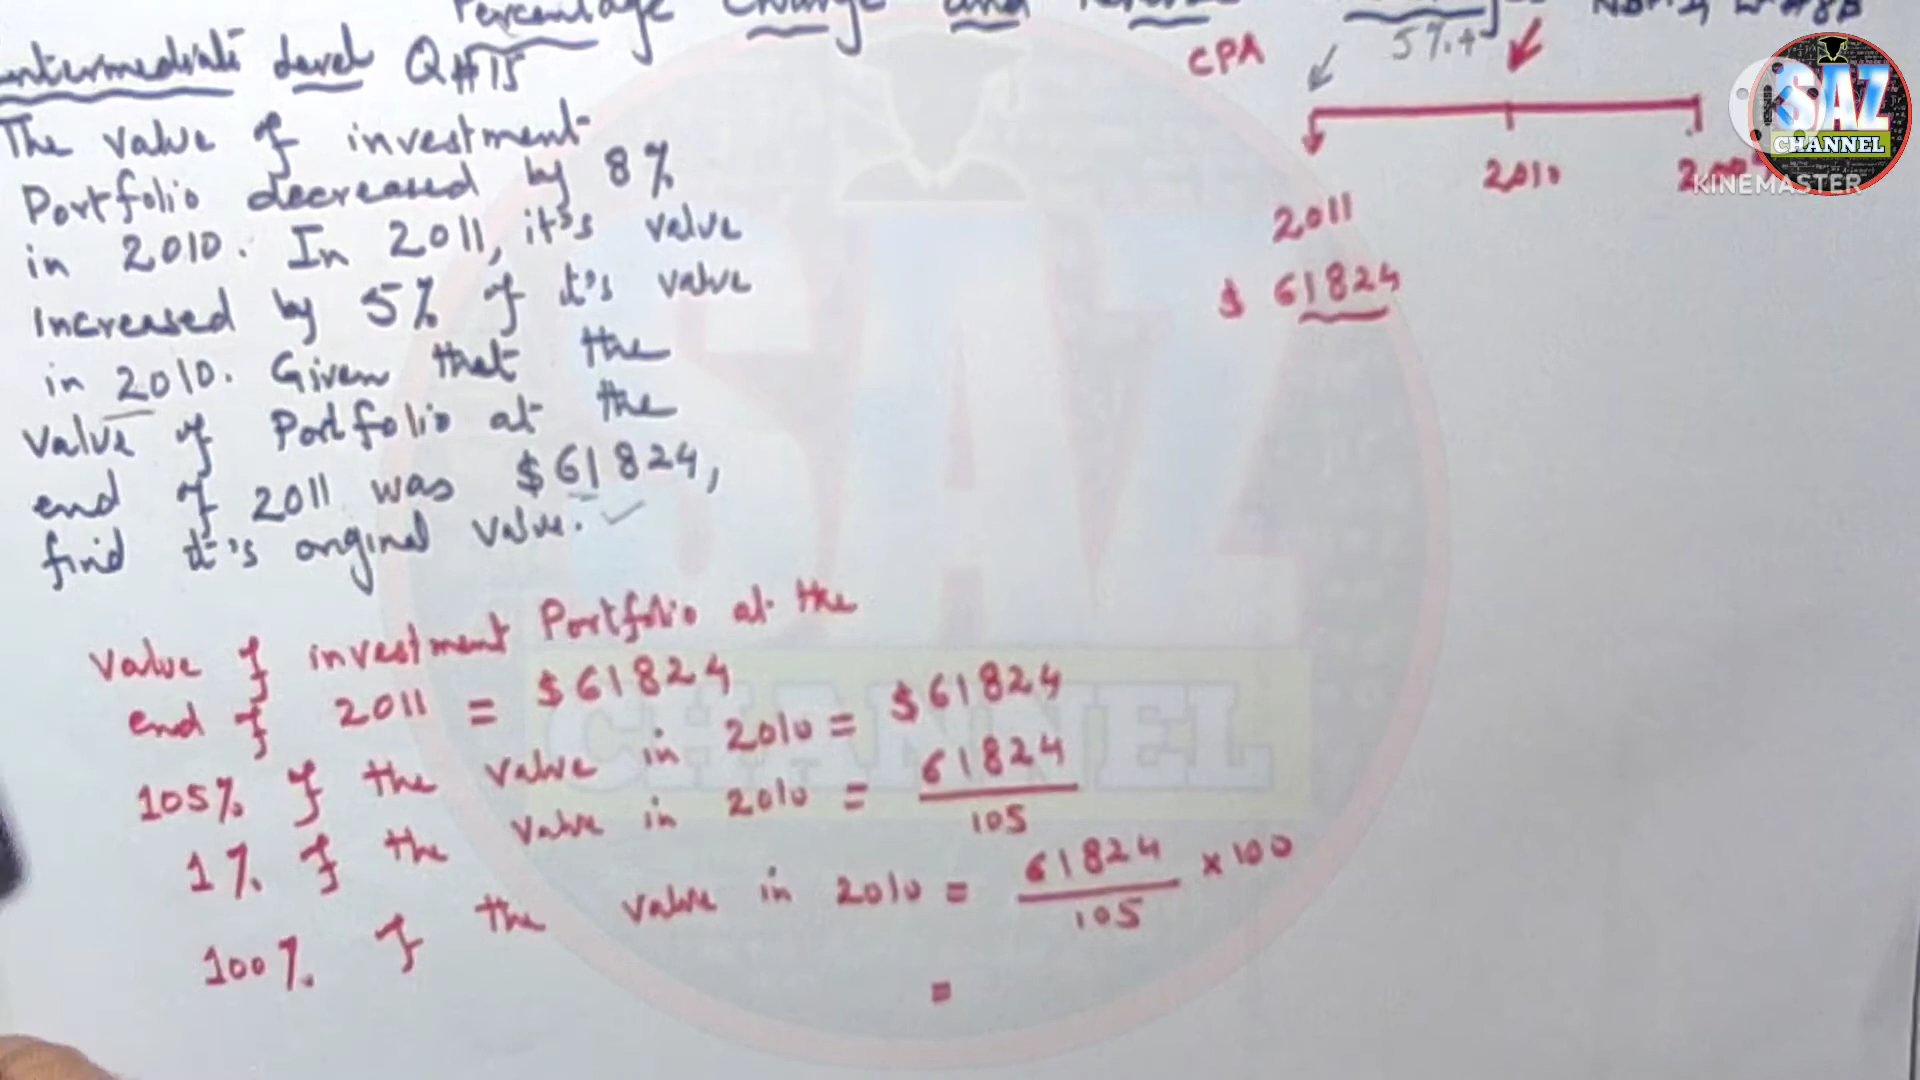 Percentage change and reverse
Intermediate Level Q#15
The value of investment
Portfolio decreased by 8%
in 2010. In 2011, it's value
Increased by 5% of it's value
in 2010. Given that the
value of Portfolio at the
end of 2011 was $61824,
find it's original value.
CPA
5%+
2010
2011
$ 61824
SAZ
CHANNEL
KINEMASTER
value of investment Portfolio at the
end of 2011 = $61824
105% of the value in 2010 = $61824
1% of the value in 2010 = 61824
105
100% of the value in 2010 = 61824 × 100
105
=
SAZ
CHANNEL